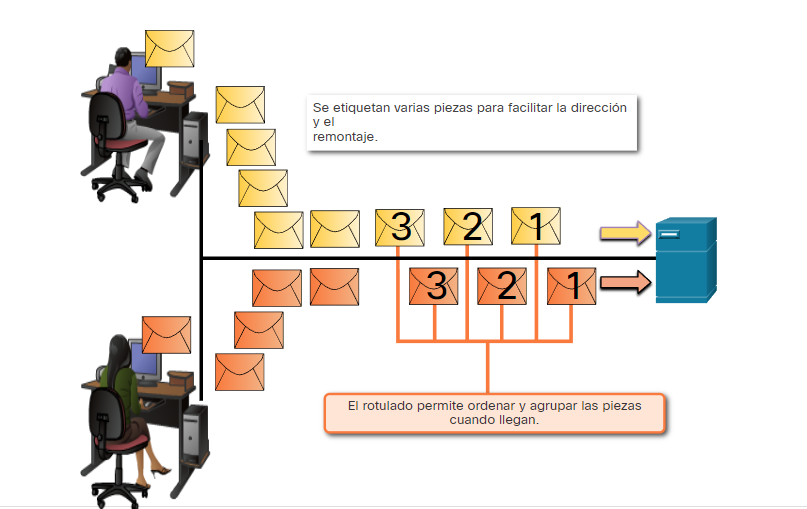 Se etiquetan varias piezas para facilitar la dirección
y el
remontaje.
3 2 1
3 2 1
El rotulado permite ordenar y agrupar las piezas
cuando llegan.